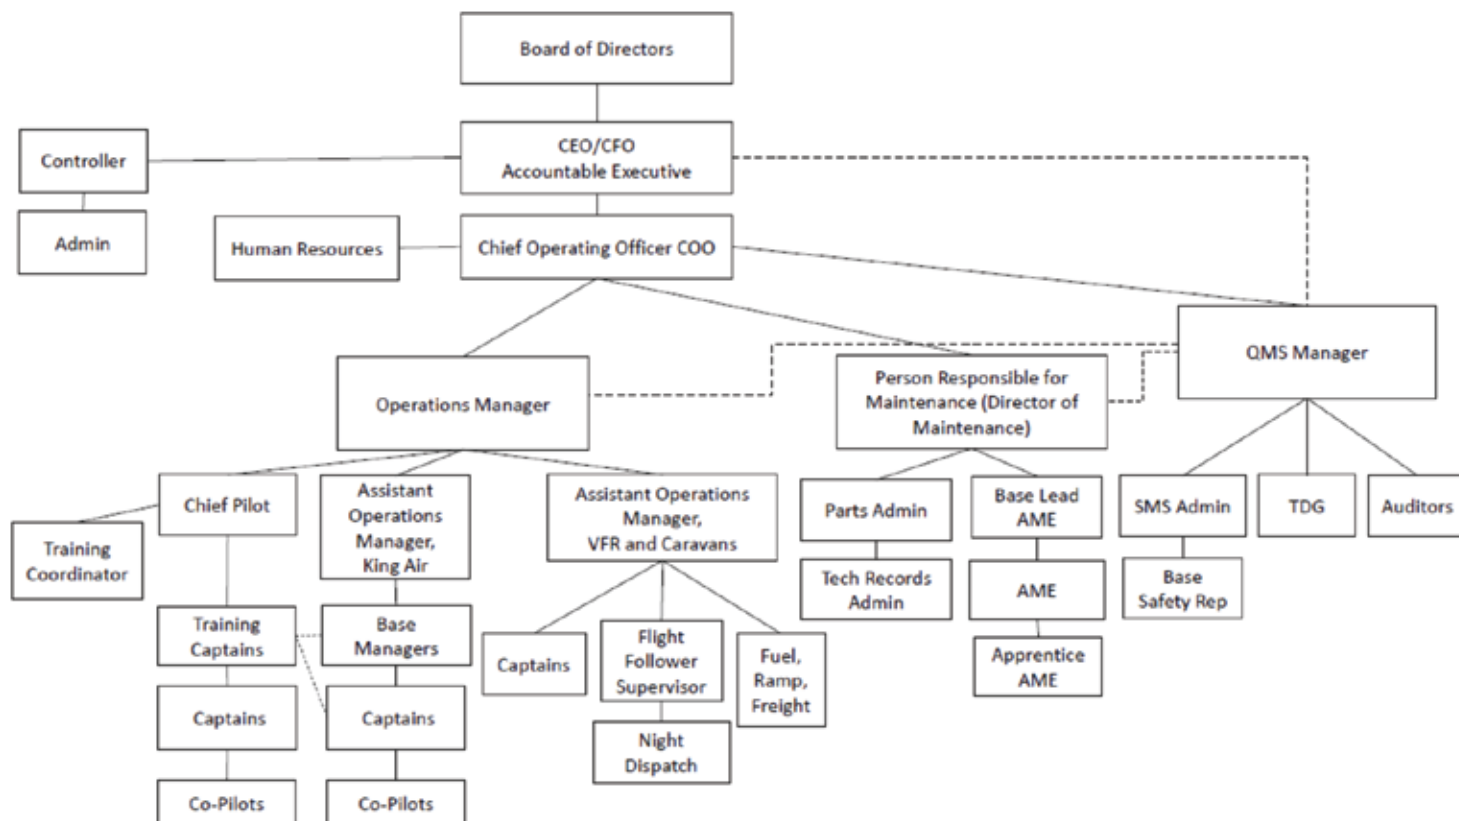 Board of Directors
CEO/CFO
Accountable Executive
Controller
Admin
Human Resources
Chief Operating Officer COO
QMS Manager
Operations Manager
Person Responsible for
Maintenance (Director of
Maintenance)
Chief Pilot
Training
Coordinator
Assistant
Operations
Manager,
King Air
Assistant Operations
Manager,
VFR and Caravans
Parts Admin
Base Lead
AME
SMS Admin
TDG
Auditors
Tech Records
Admin
AME
Base
Safety Rep
Training
Captains
Base
Managers
Captains
Flight
Follower
Supervisor
Fuel,
Ramp,
Freight
Apprentice
AME
Captains
Captains
Night
Dispatch
Co-Pilots
Co-Pilots